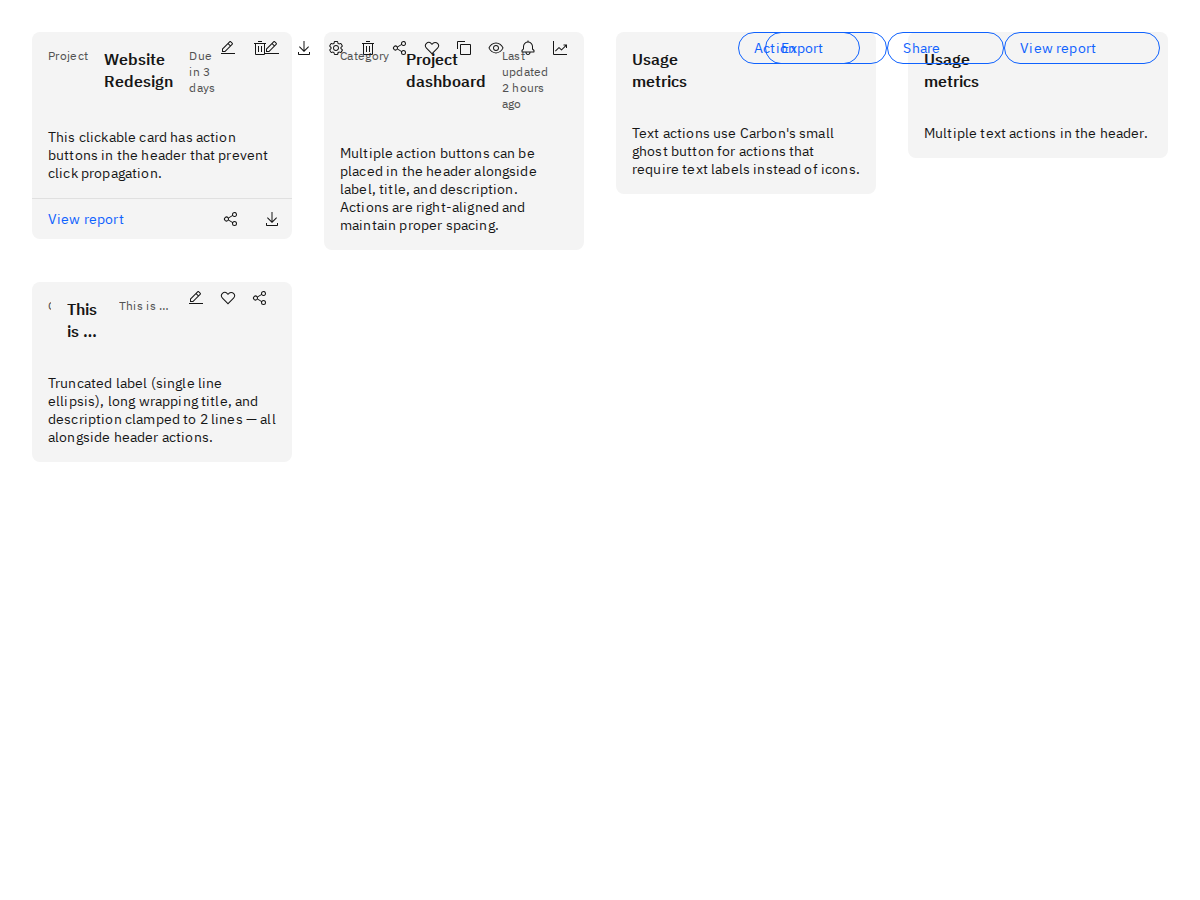 Project
Website
Redesign
Due
in 3
days
This clickable card has action
buttons in the header that prevent
click propagation.
View report
Category
Project
dashboard
Last
updated
2 hours
ago
Multiple action buttons can be
placed in the header alongside
label, title, and description.
Actions are right-aligned and
maintain proper spacing.
Usage
metrics
Action
Text actions use Carbon's small
ghost button for actions that
require text labels instead of icons.
Export
Share
View report
Usage
metrics
Multiple text actions in the header.
This
is ...
This is ...
Truncated label (single line
ellipsis), long wrapping title, and
description clamped to 2 lines — all
alongside header actions.